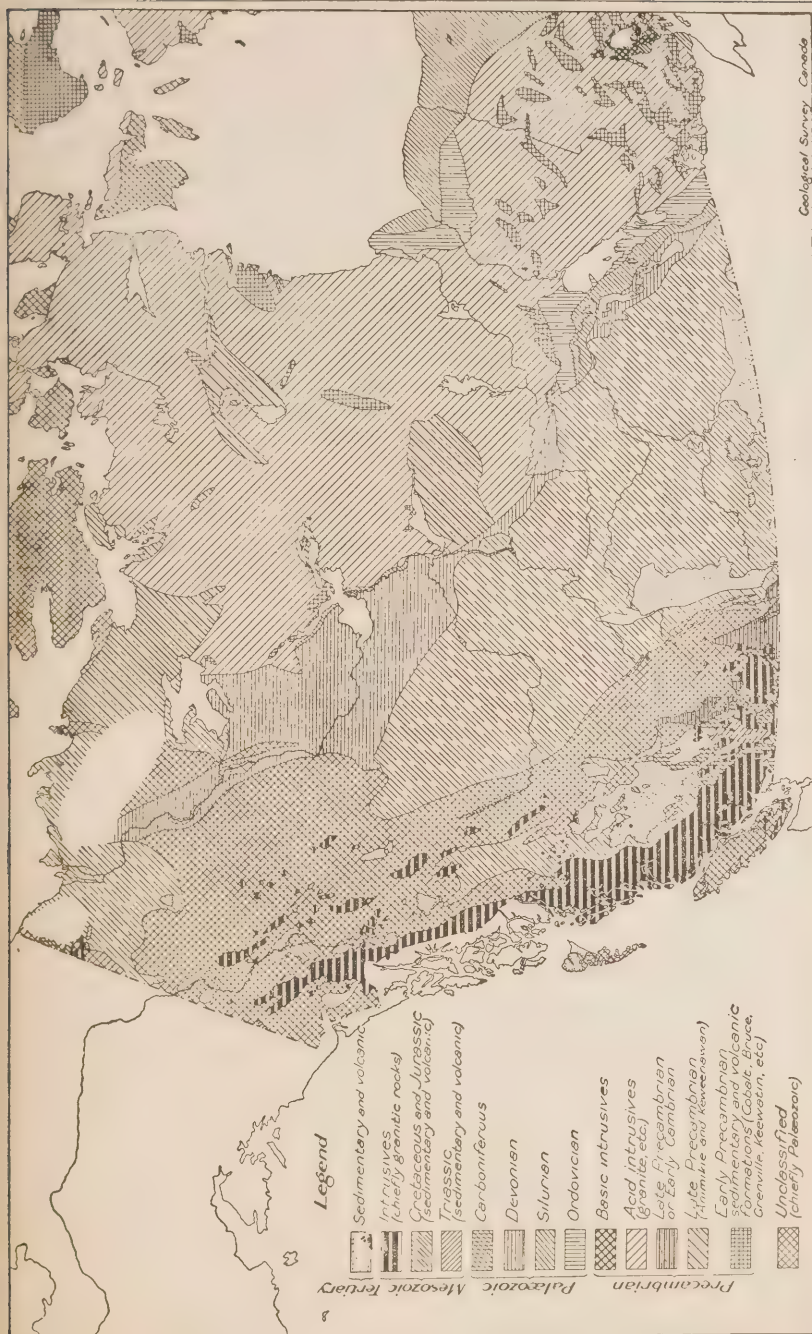 Geological Survey Canada
Legend
Sedimentary and volcanic
Intrusives
(chiefly granitic rocks)
Cretaceous and Jurassic
(sedimentary and volcanic)
Triassic
(sedimentary and volcanic)
Carboniferous
Devonian
Silurian
Ordovician
Basic intrusives
Acid intrusives
(granite, etc.)
Late Precambrian
or Early Cambrian
Late Precambrian
(Animikie and Keweenawan)
Early Precambrian
sedimentary and volcanic
formations (Cobalt, Bruce,
Grenville, Keewatin, etc)
Unclassified
(chiefly Palæozoic)
Tertiary
Mesozoic
Palæozoic
Precambrian
8